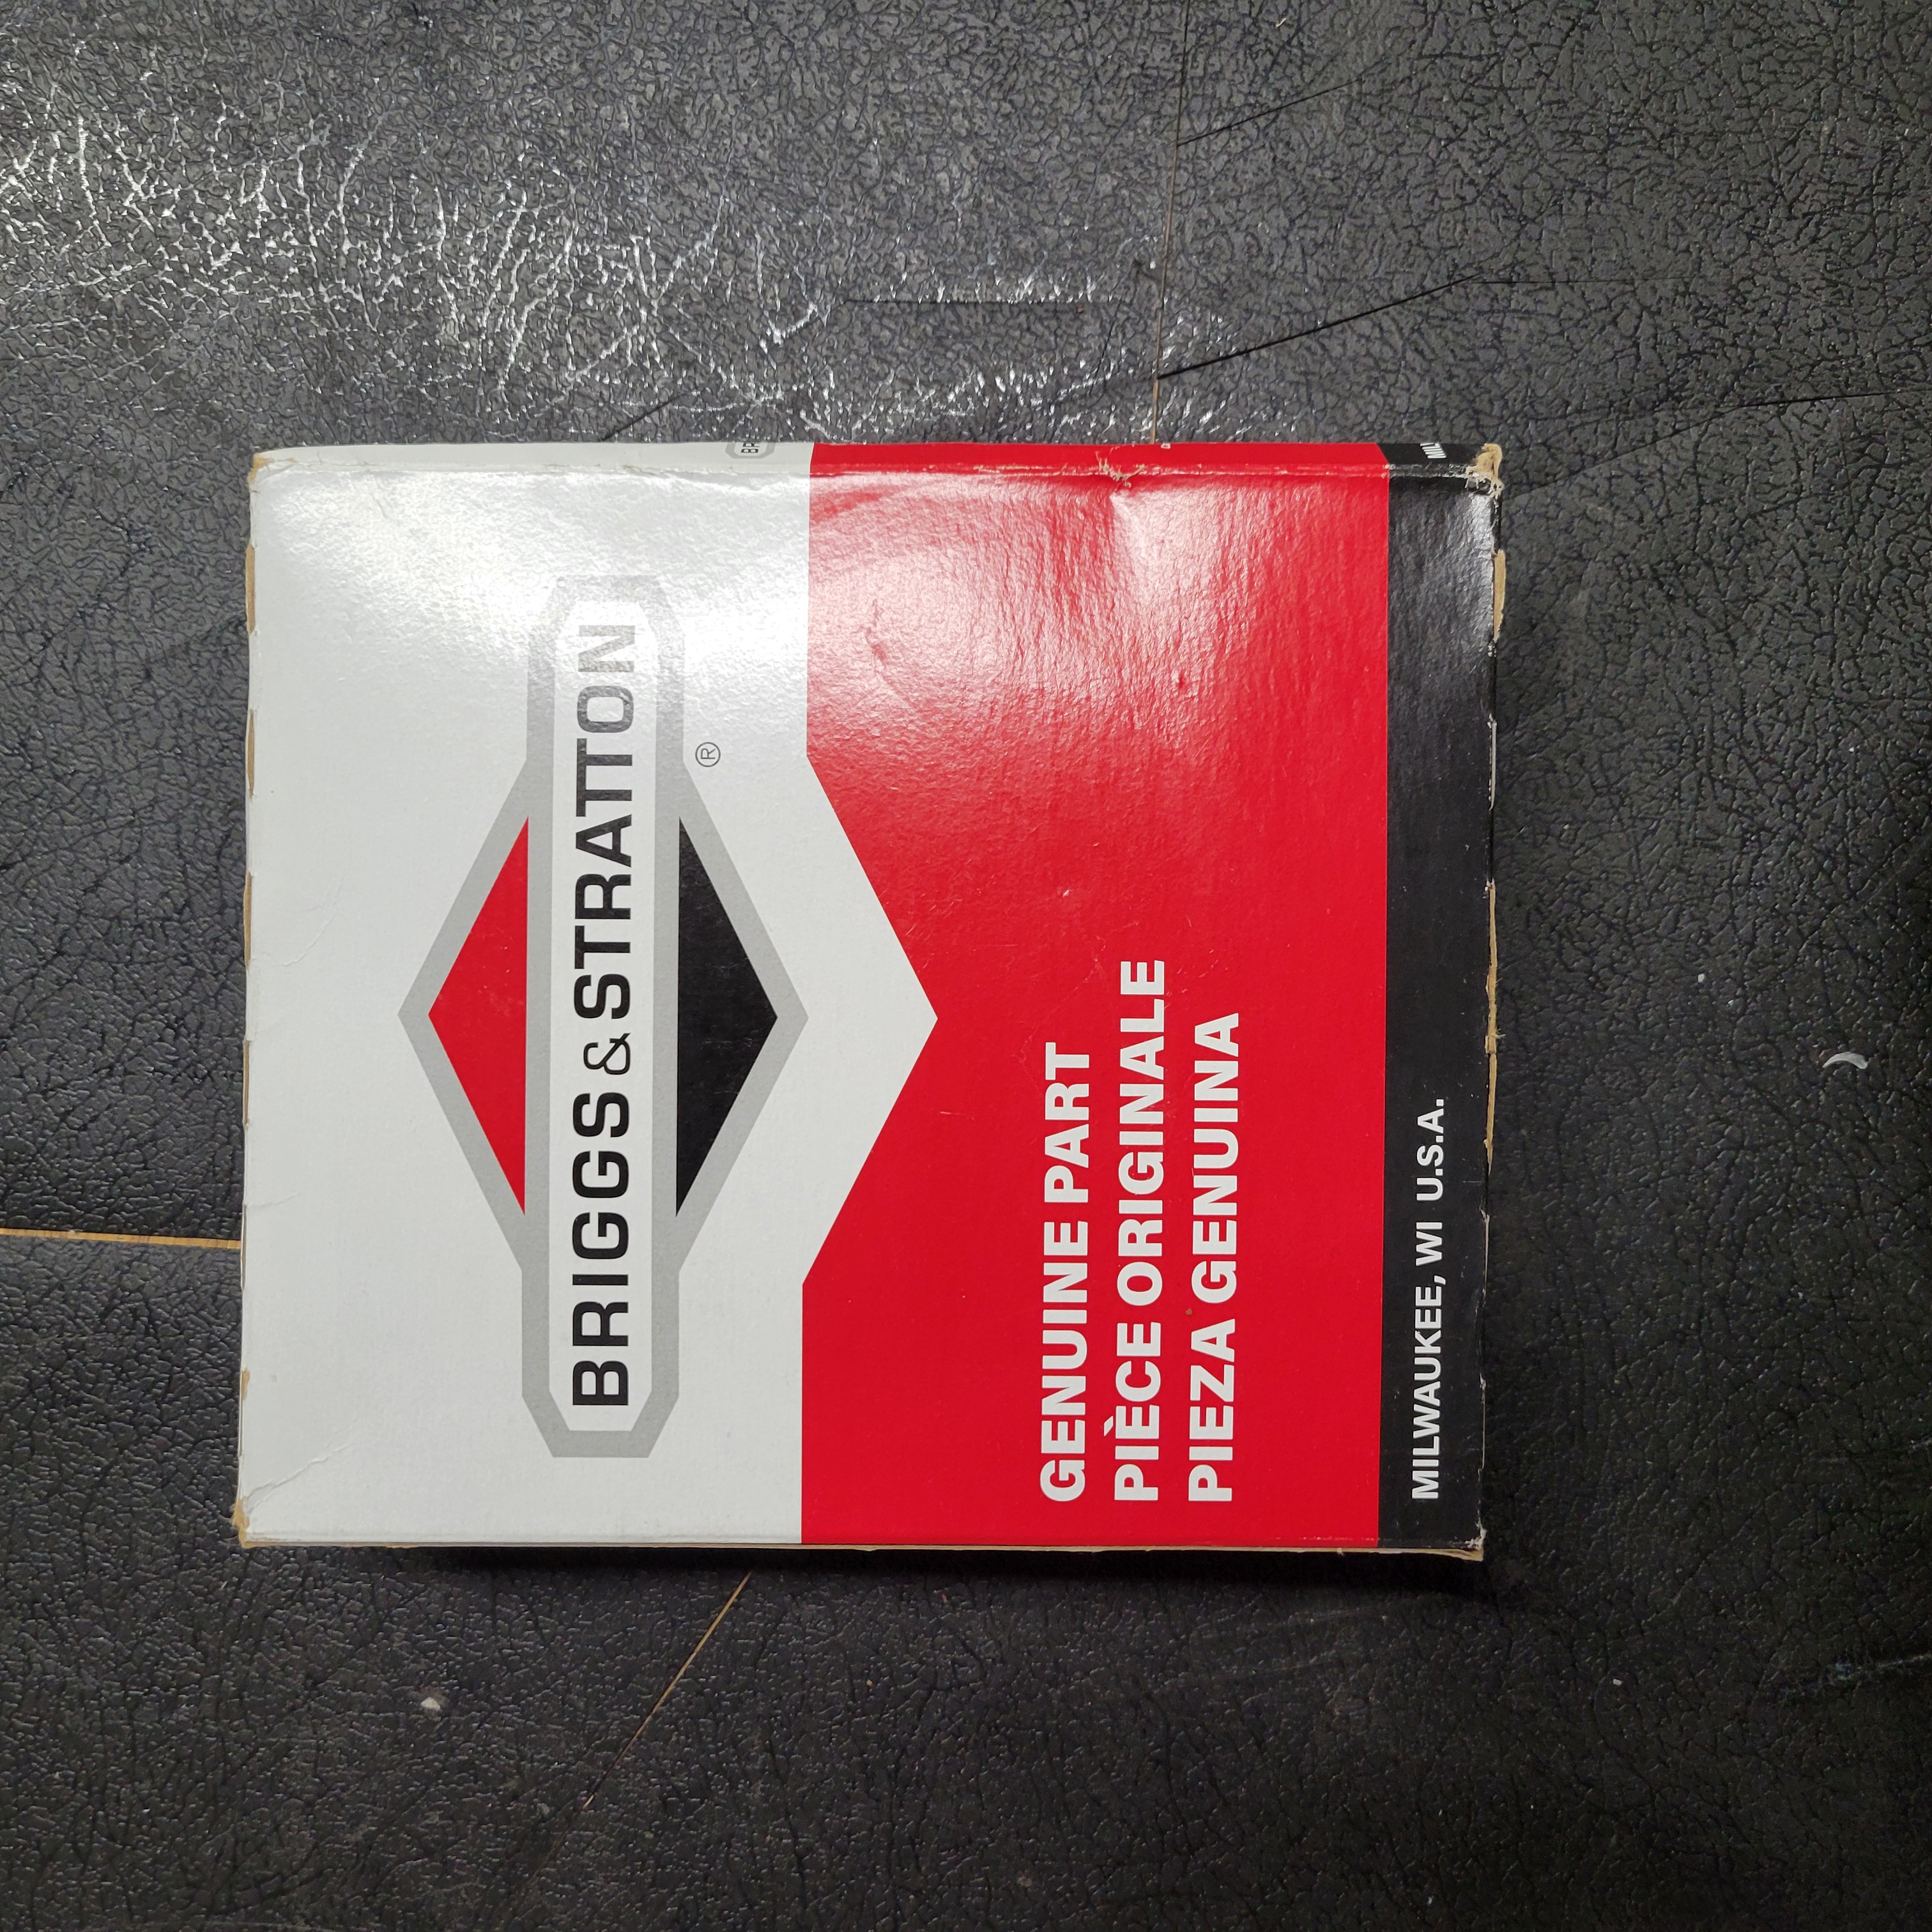 BRIGGS & STRATTON
®
GENUINE PART
PIÈCE ORIGINALE
PIEZA GENUINA
MILWAUKEE, WI U.S.A.